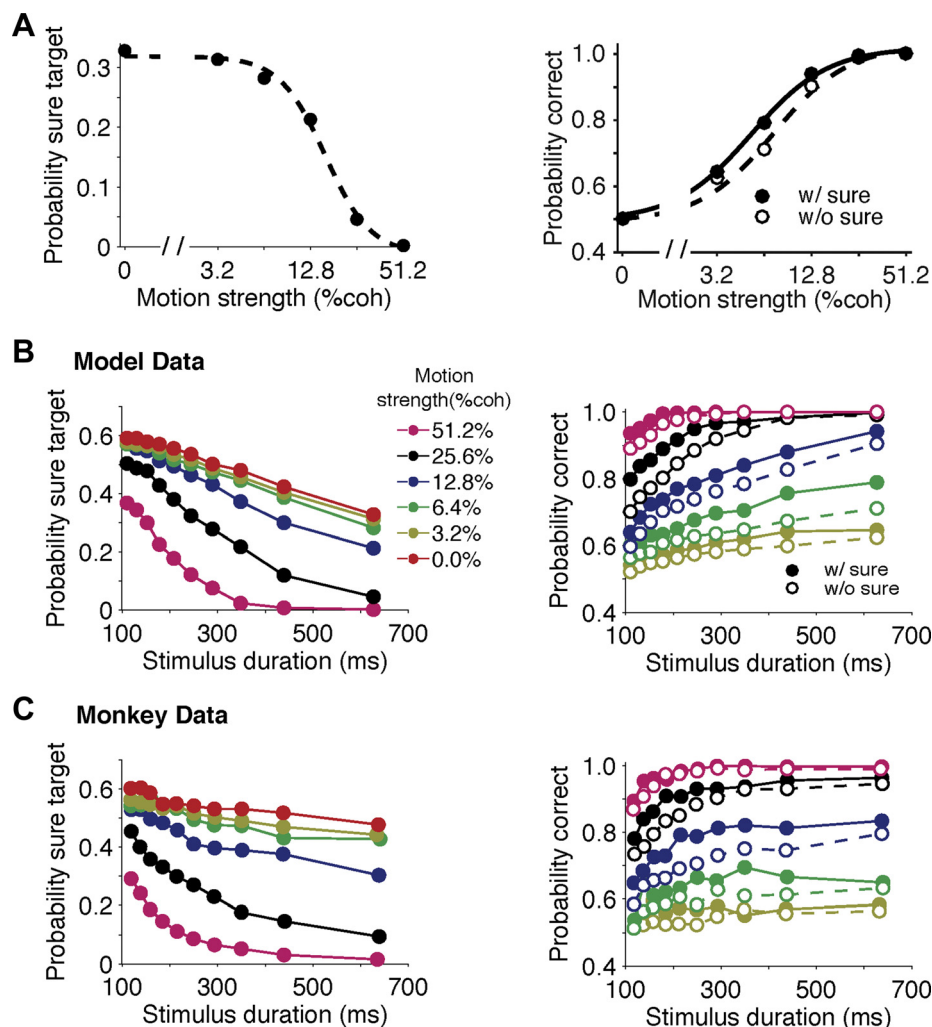 A
Probability sure target
0.3
0.2
0.1
0
0 // 3.2 12.8 51.2
Motion strength (%coh)
Probability correct
1.0
0.8
0.6
0.4
w/ sure
w/o sure
0 // 3.2 12.8 51.2
Motion strength (%coh)
B Model Data
Probability sure target
0.6
0.4
0.2
0
100 300 500 700
Stimulus duration (ms)
Motion
strength(%coh)
51.2%
25.6%
12.8%
6.4%
3.2%
0.0%
Probability correct
1.0
0.8
0.6
0.4
w/ sure
w/o sure
100 300 500 700
Stimulus duration (ms)
C Monkey Data
Probability sure target
0.6
0.4
0.2
0
100 300 500 700
Stimulus duration (ms)
Probability correct
1.0
0.8
0.6
0.4
100 300 500 700
Stimulus duration (ms)